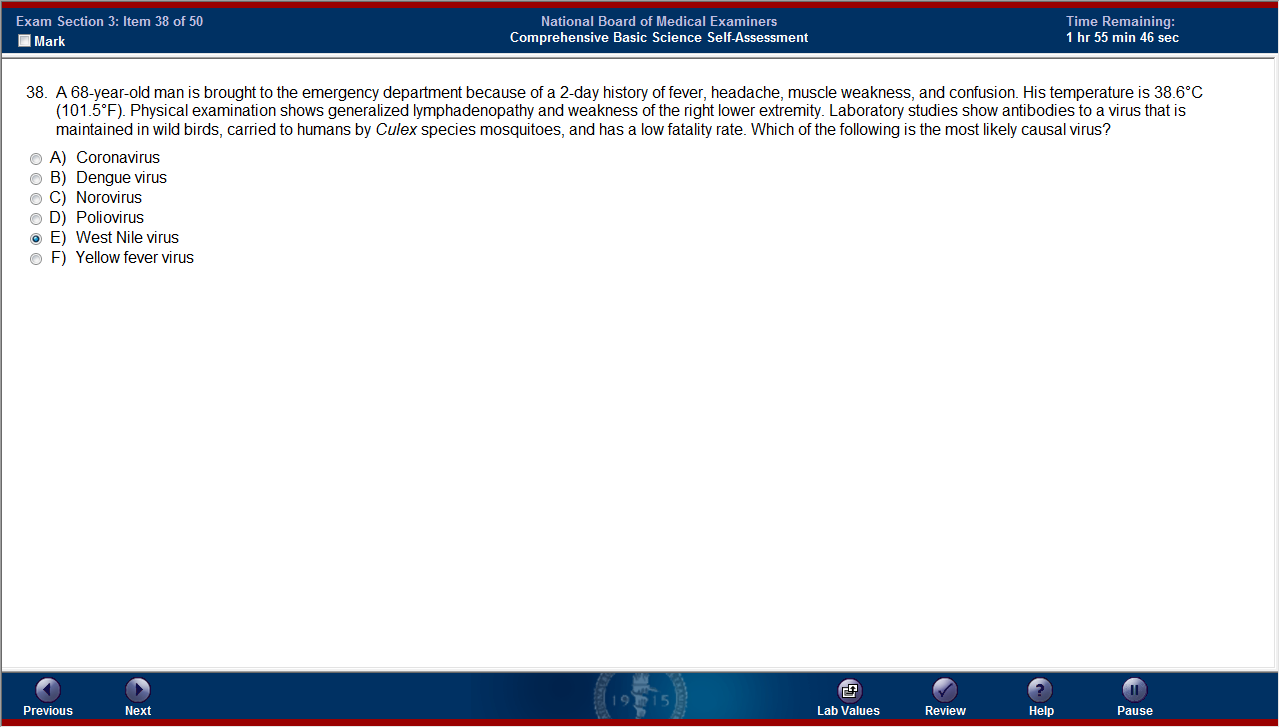 Exam Section 3: Item 38 of 50
National Board of Medical Examiners
Time Remaining:
Mark
Comprehensive Basic Science Self-Assessment
1 hr 55 min 46 sec
38. A 68-year-old man is brought to the emergency department because of a 2-day history of fever, headache, muscle weakness, and confusion. His temperature is 38.6°C
(101.5°F). Physical examination shows generalized lymphadenopathy and weakness of the right lower extremity. Laboratory studies show antibodies to a virus that is
maintained in wild birds, carried to humans by Culex species mosquitoes, and has a low fatality rate. Which of the following is the most likely causal virus?
A) Coronavirus
B) Dengue virus
C) Norovirus
D) Poliovirus
E) West Nile virus
F) Yellow fever virus
1915
Previous
Next
Lab Values
Review
Help
Pause